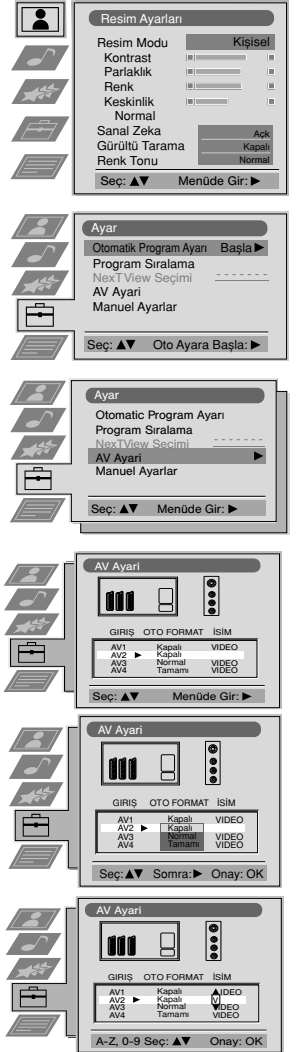 Resim Ayarları
Resim Modu Kişisel
Kontrast
Parlaklık
Renk
Keskinlik
Normal
Sanal Zeka Açk
Gürültü Tarama Kapalı
Renk Tonu Normal
Seç: ▲▼ Menüde Gir: ▶
Ayar
Otomatik Program Ayarı Başla ▶
Program Sıralama
NexTView Seçimi - - - - - - -
AV Ayari
Manuel Ayarlar
Seç: ▲▼ Oto Ayara Başla: ▶
Ayar
Otomatic Program Ayarı
Program Sıralama
NexTView Seçimi - - - - - - -
AV Ayari ▶
Manuel Ayarlar
Seç: ▲▼ Menüde Gir: ▶
AV Ayari
GIRIŞ OTO FORMAT İSİM
AV1 Kapalı VIDEO
AV2 ▶ Kapalı
AV3 Normal VIDEO
AV4 Tamamı VIDEO
Seç: ▲▼ Menüde Gir: ▶
AV Ayari
GIRIŞ OTO FORMAT İSİM
AV1 Kapalı VIDEO
AV2 ▶ Kapalı
AV3 Normal VIDEO
AV4 Tamamı VIDEO
Seç: ▲▼ Somra: ▶ Onay: OK
AV Ayari
GIRIŞ OTO FORMAT İSİM
AV1 Kapalı ▲IDEO
AV2 ▶ Kapalı V
AV3 Normal ▼IDEO
AV4 Tamamı VIDEO
A-Z, 0-9 Seç: ▲▼ Onay: OK